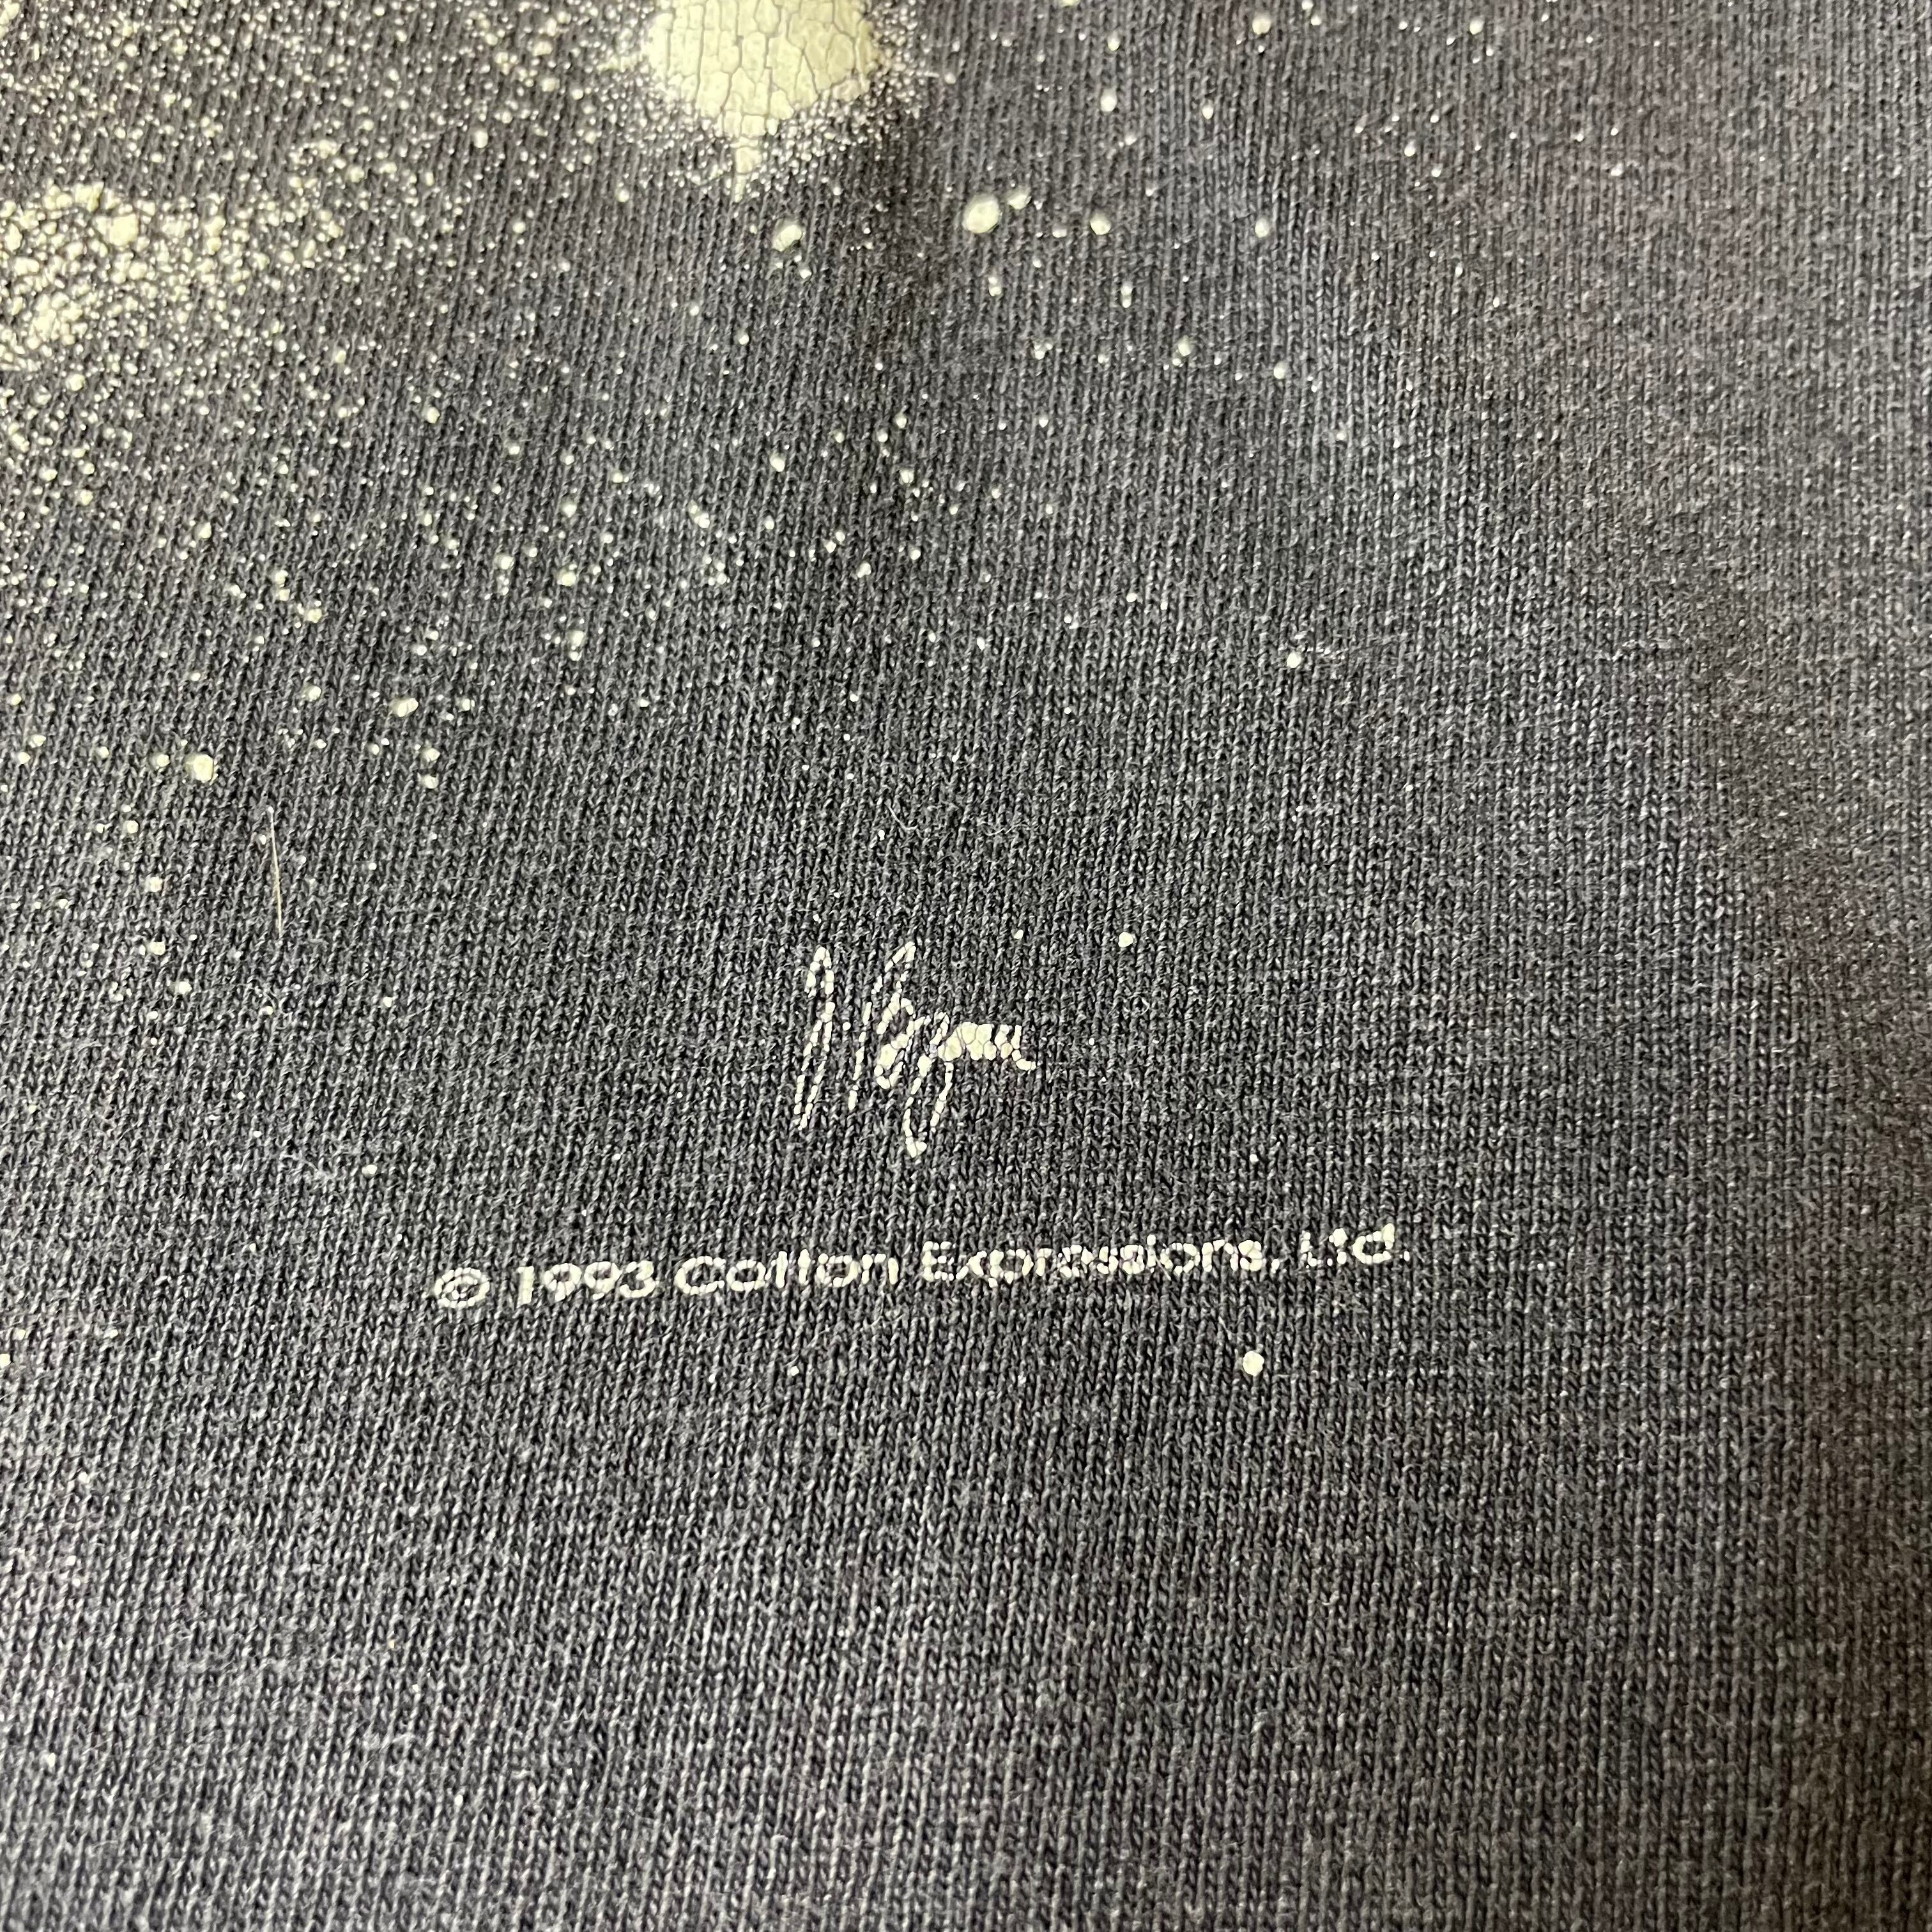 © 1993 Cotton Expressions, Ltd.